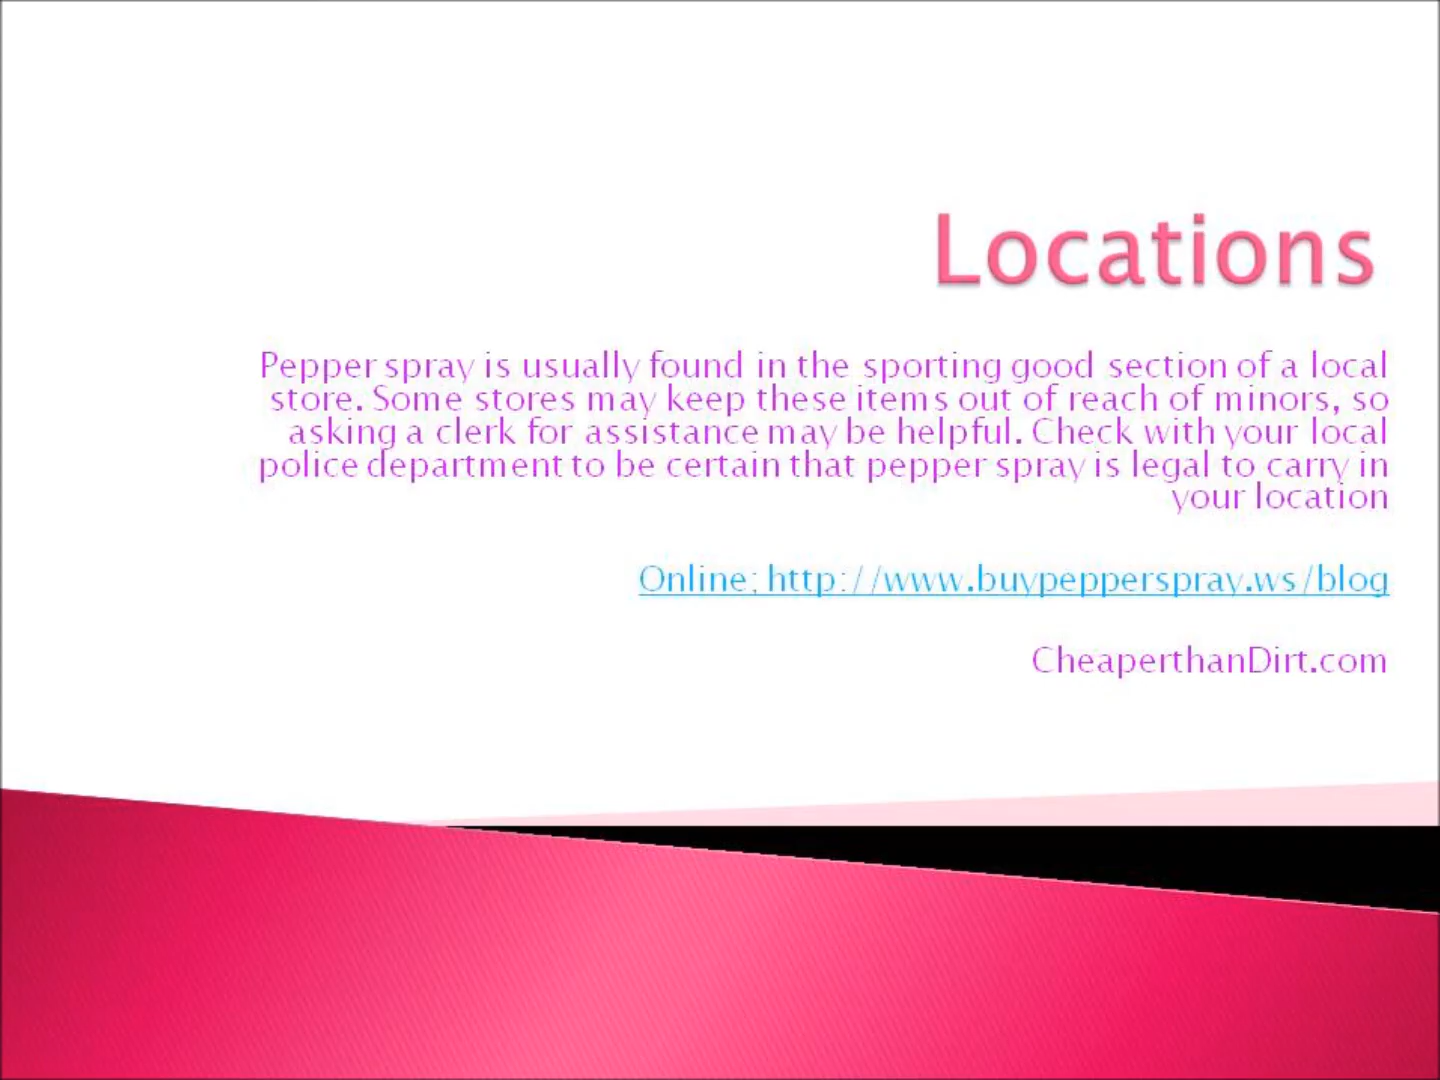 Locations
Pepper spray is usually found in the sporting good section of a local
store. Some stores may keep these items out of reach of minors, so
asking a clerk for assistance may be helpful. Check with your local
police department to be certain that pepper spray is legal to carry in
your location
Online; http://www.buypepperspray.ws/blog
CheaperthanDirt.com